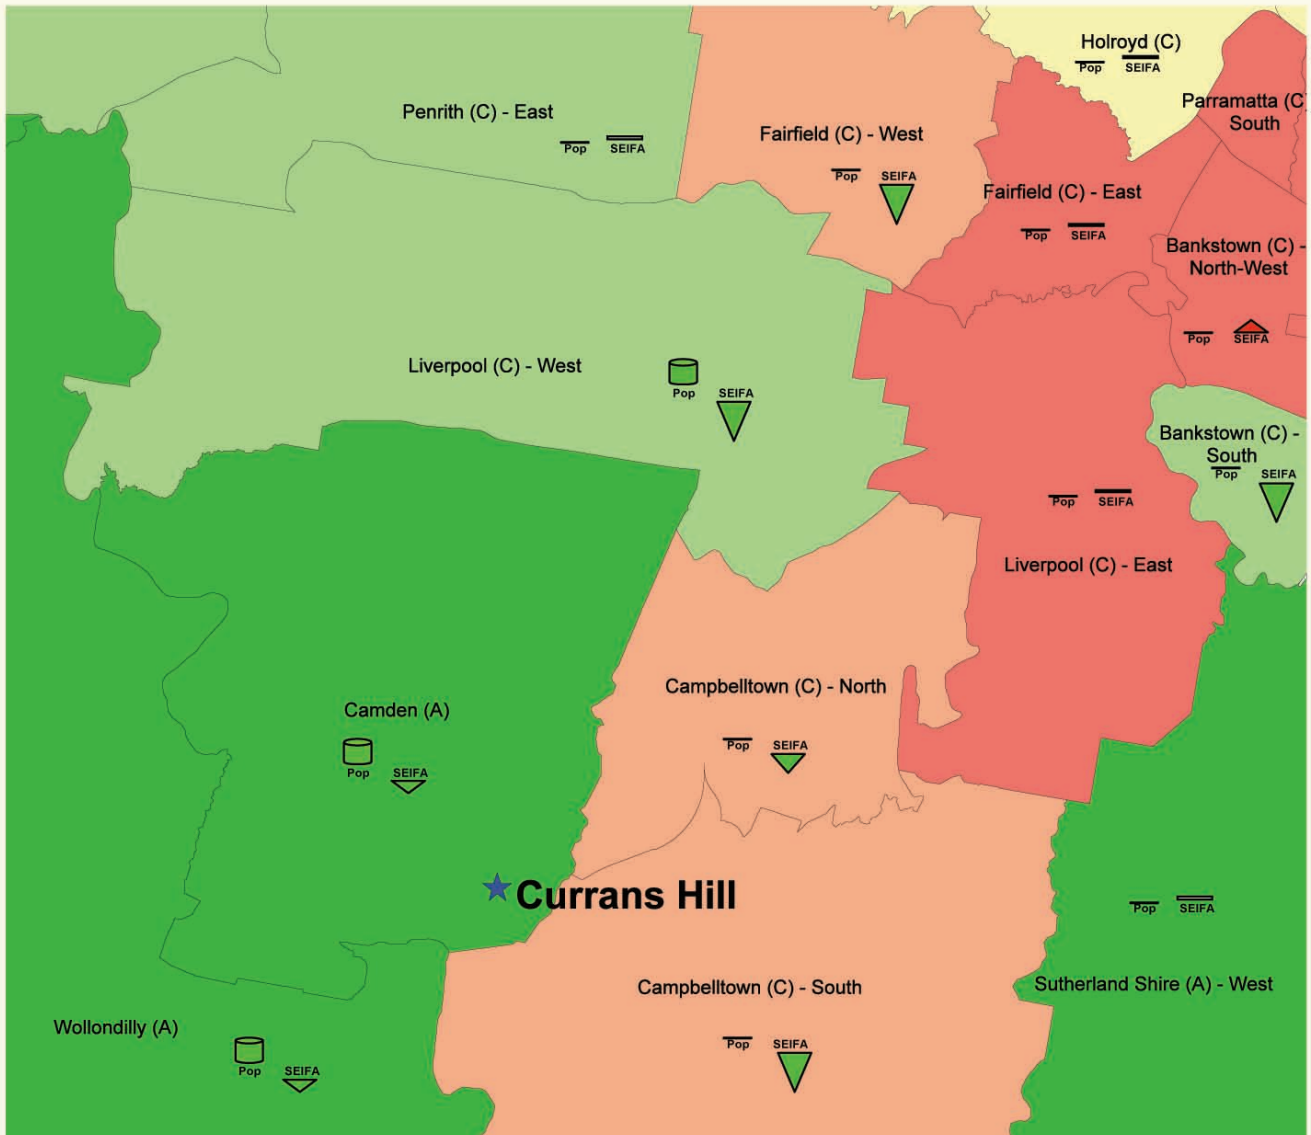 Holroyd (C)
Pop SEIFA
Parramatta (C
South
Penrith (C) - East
Pop SEIFA
Fairfield (C) - West
Pop SEIFA
Fairfield (C) - East
Pop SEIFA
Bankstown (C) -
North-West
Pop SEIFA
Liverpool (C) - West
Pop SEIFA
Bankstown (C) -
South
Pop SEIFA
Pop SEIFA
Liverpool (C) - East
Campbelltown (C) - North
Pop SEIFA
Camden (A)
Pop SEIFA
Currans Hill
Pop SEIFA
Sutherland Shire (A) - West
Campbelltown (C) - South
Pop SEIFA
Wollondilly (A)
Pop SEIFA